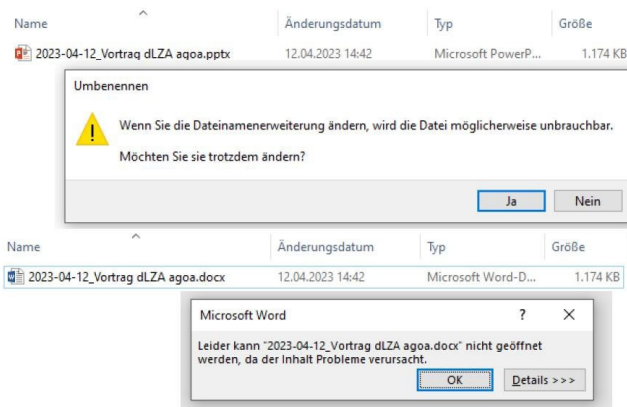 Name Änderungsdatum Typ Größe
2023-04-12_Vortrag dLZA agoa.pptx 12.04.2023 14:42 Microsoft PowerP... 1.174 KB
Umbenennen
Wenn Sie die Dateinamenerweiterung ändern, wird die Datei möglicherweise unbrauchbar.
Möchten Sie sie trotzdem ändern?
Ja Nein
Name Änderungsdatum Typ Größe
2023-04-12_Vortrag dLZA agoa.docx 12.04.2023 14:42 Microsoft Word-D... 1.174 KB
Microsoft Word ? ×
Leider kann "2023-04-12_Vortrag dLZA agoa.docx" nicht geöffnet
werden, da der Inhalt Probleme verursacht.
OK Details >>>